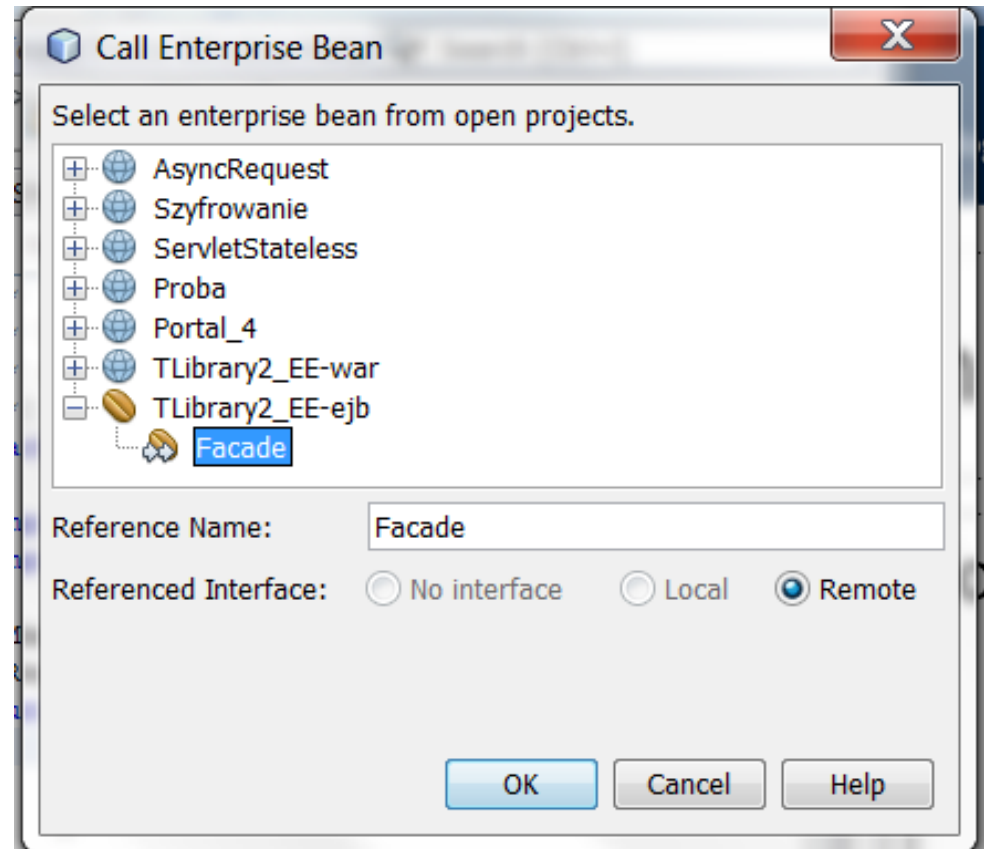 Call Enterprise Bean
Select an enterprise bean from open projects.
AsyncRequest
Szyfrowanie
ServletStateless
Proba
Portal_4
TLibrary2_EE-war
TLibrary2_EE-ejb
Facade
Reference Name: Facade
Referenced Interface: No interface Local Remote
OK Cancel Help